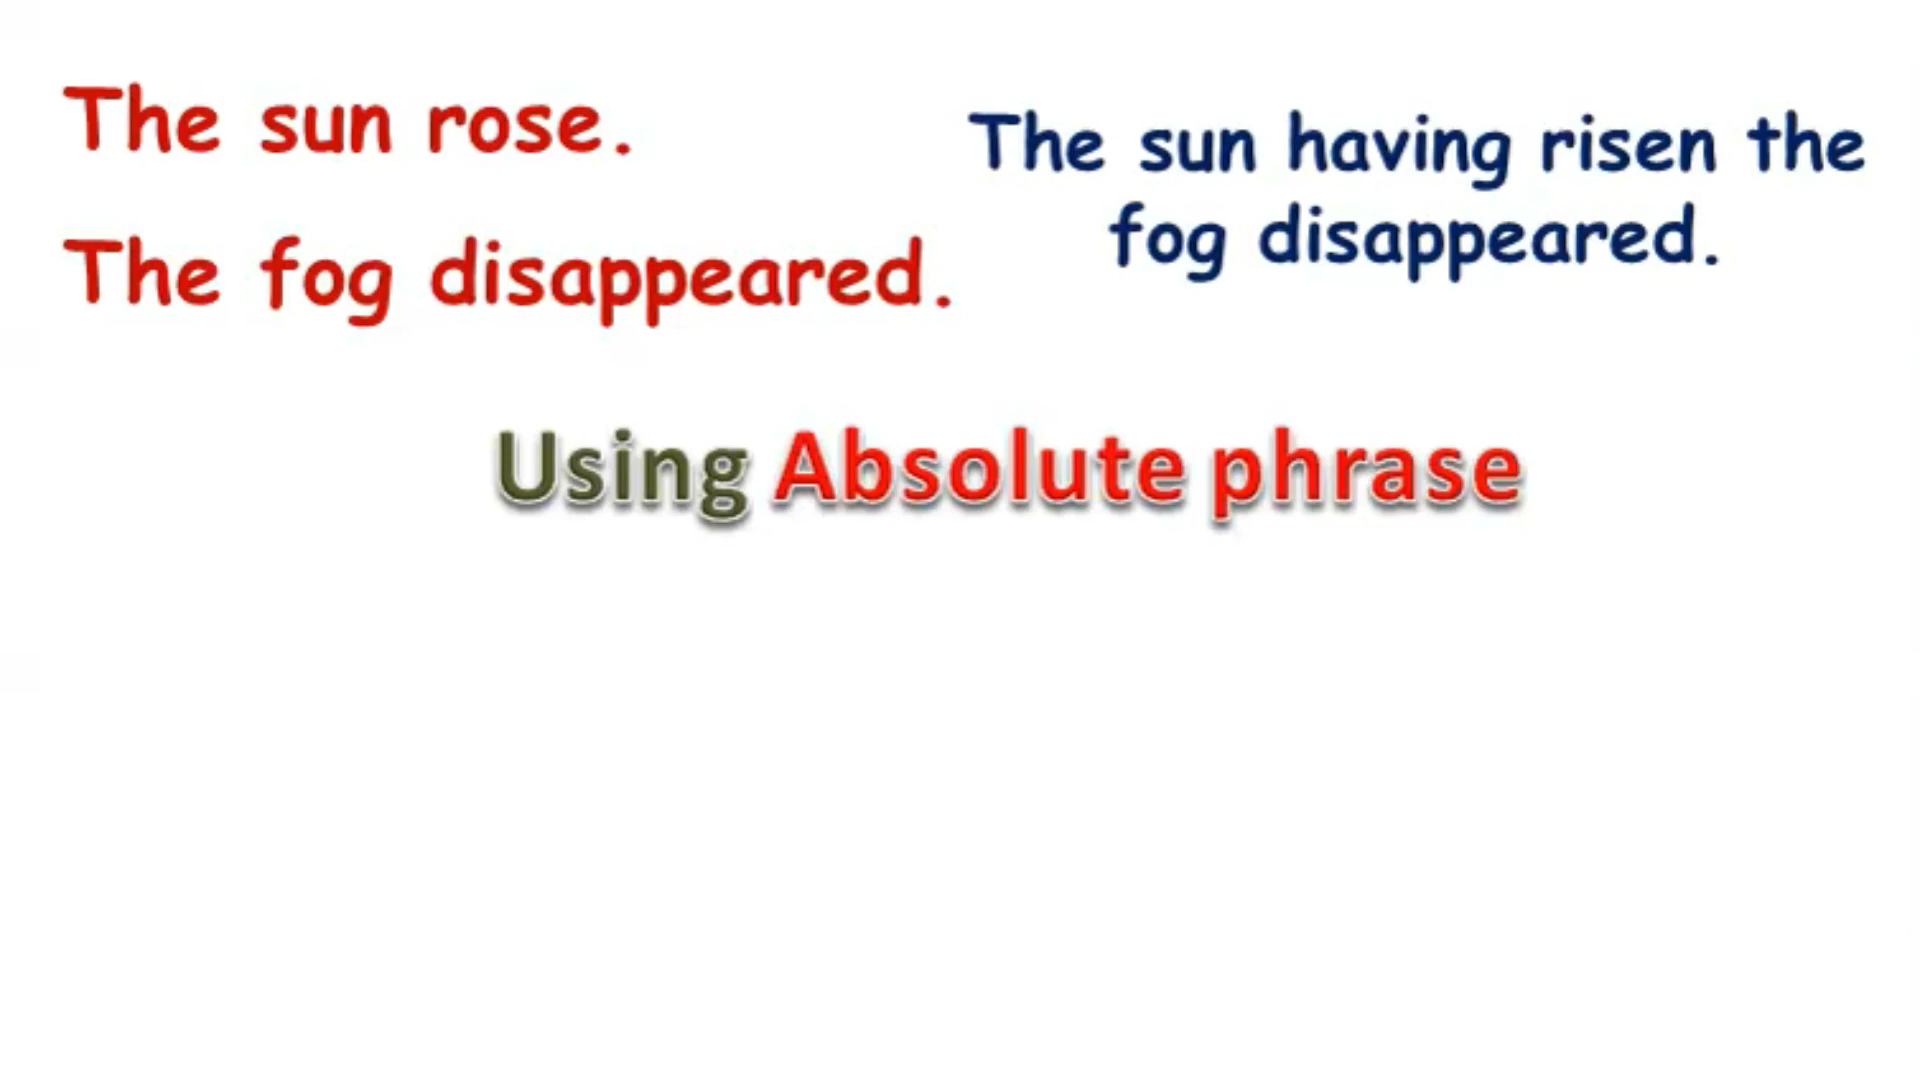 The sun rose.
The fog disappeared.
The sun having risen the
fog disappeared.
Using Absolute phrase